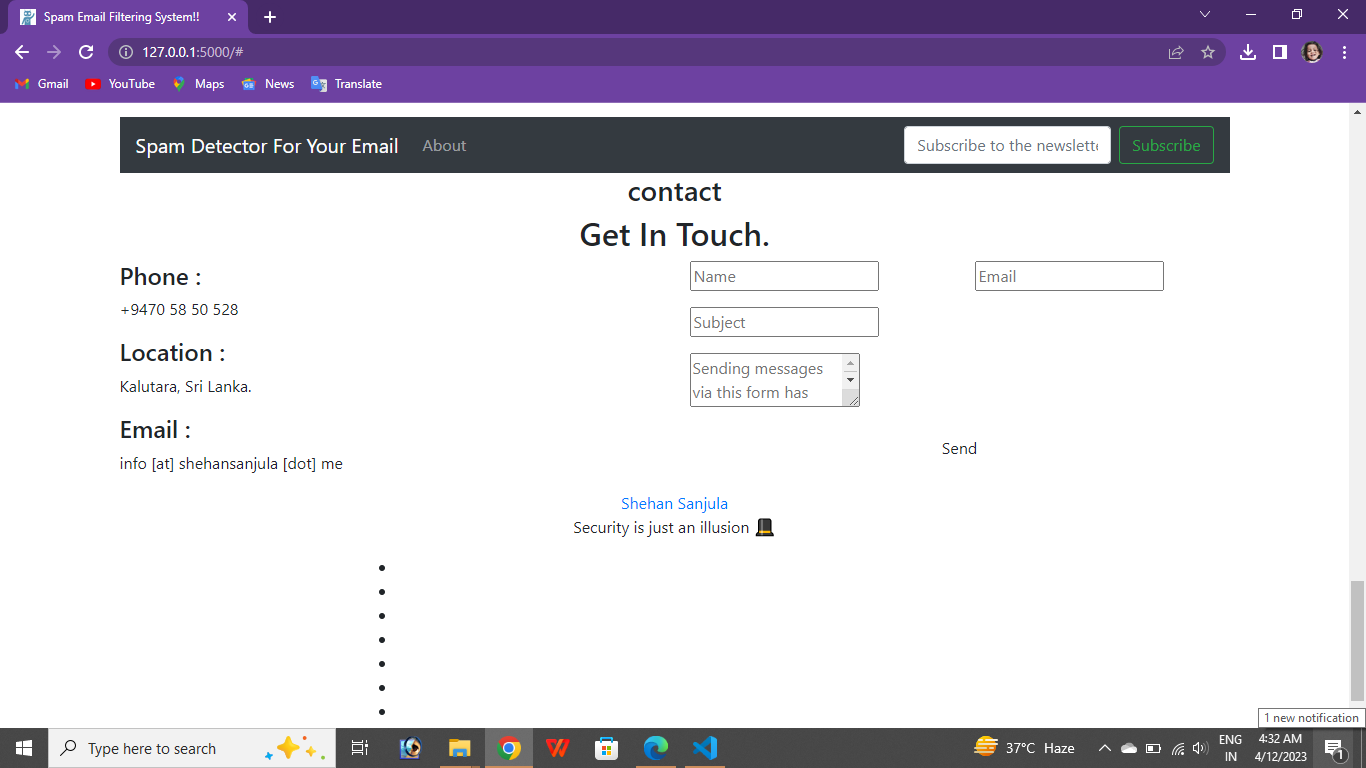 Spam Email Filtering System!!
127.0.0.1:5000/#
Gmail YouTube Maps News Translate
Spam Detector For Your Email About Subscribe to the newslette Subscribe
contact
Get In Touch.
Phone :
+9470 58 50 528
Location :
Kalutara, Sri Lanka.
Email :
info [at] shehansanjula [dot] me
Name Email
Subject
Sending messages
via this form has
Send
Shehan Sanjula
Security is just an illusion
1 new notification
Type here to search
37°C Haze
ENG
IN
4:32 AM
4/12/2023
1